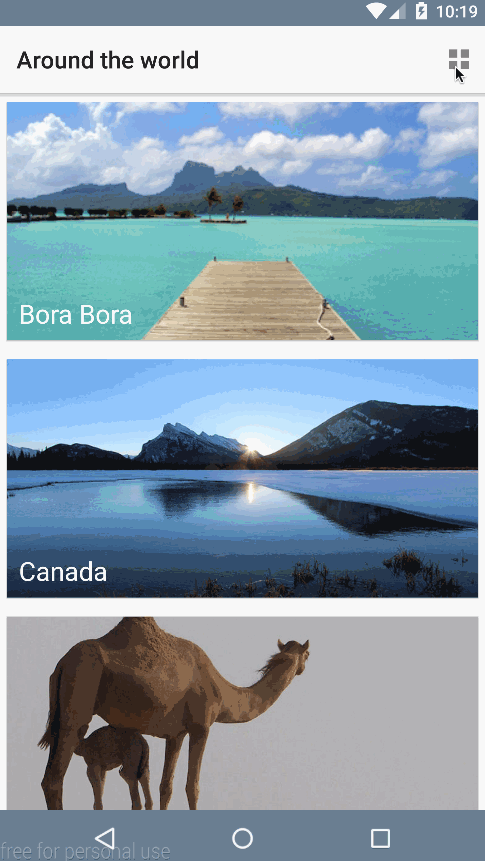 10:19
Around the world
Bora Bora
Canada
free for personal use